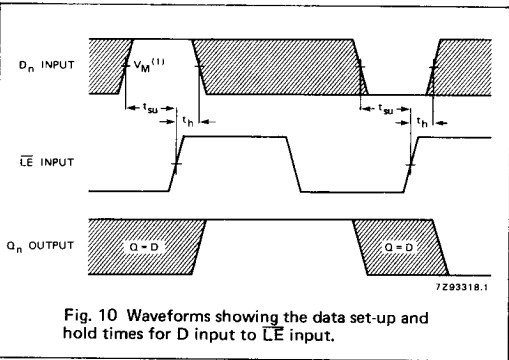 Dn INPUT
VM(1)
tsu
th
tsu
th
LE INPUT
Qn OUTPUT
Q = D
Q = D
7Z93318.1
Fig. 10 Waveforms showing the data set-up and
hold times for D input to LE input.